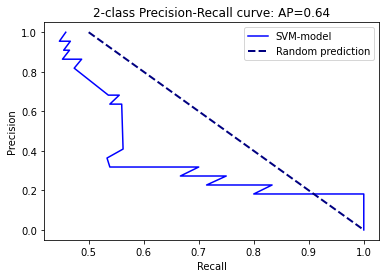 2-class Precision-Recall curve: AP=0.64
SVM-model
Random prediction
1.0
0.8
0.6
0.4
0.2
0.0
Precision
0.5 0.6 0.7 0.8 0.9 1.0
Recall